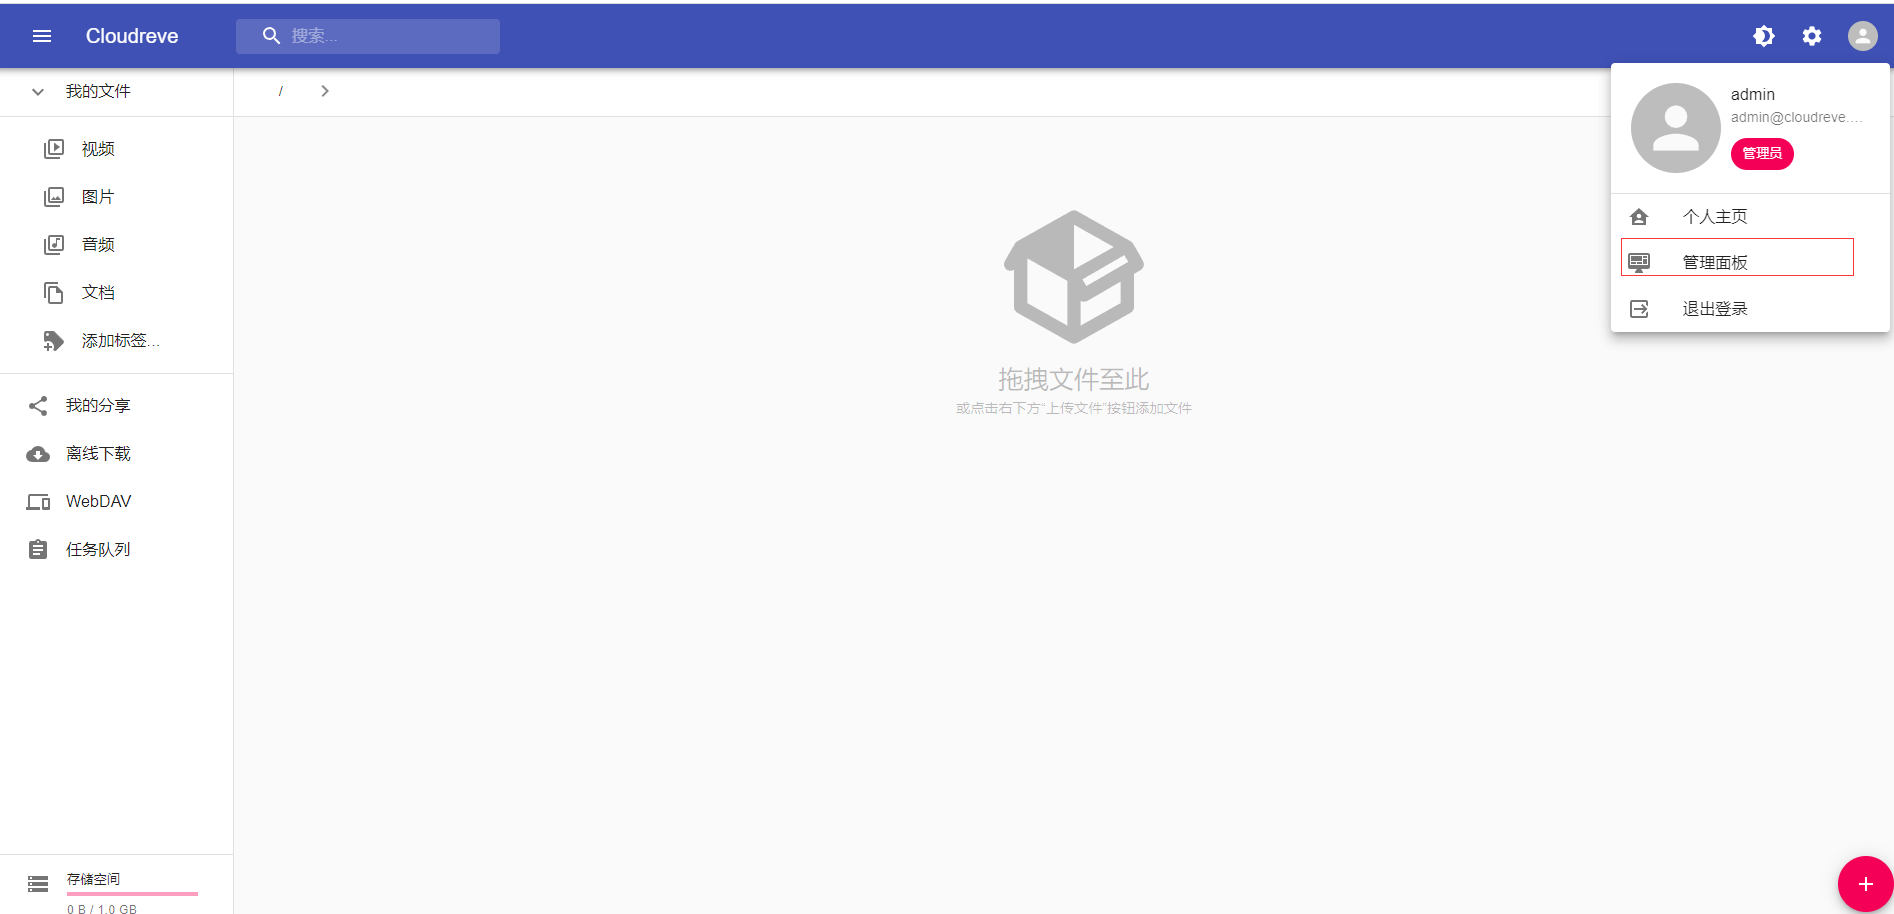 Cloudreve
搜索...
我的文件
/
视频
图片
音频
文档
添加标签...
我的分享
离线下载
WebDAV
任务队列
存储空间
0 B / 1.0 GB
拖拽文件至此
或点击右下方“上传文件”按钮添加文件
admin
admin@cloudreve....
管理员
个人主页
管理面板
退出登录